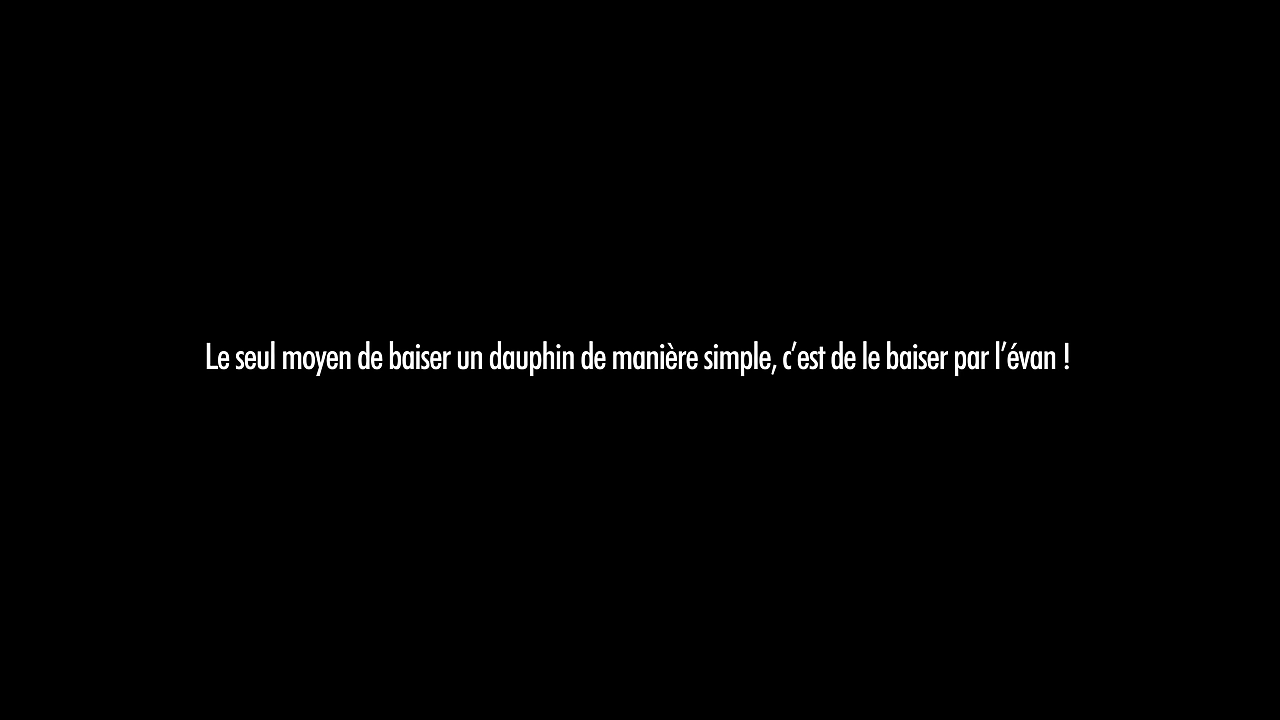 Le seul moyen de baiser un dauphin de manière simple, c’est de le baiser par l’évan !